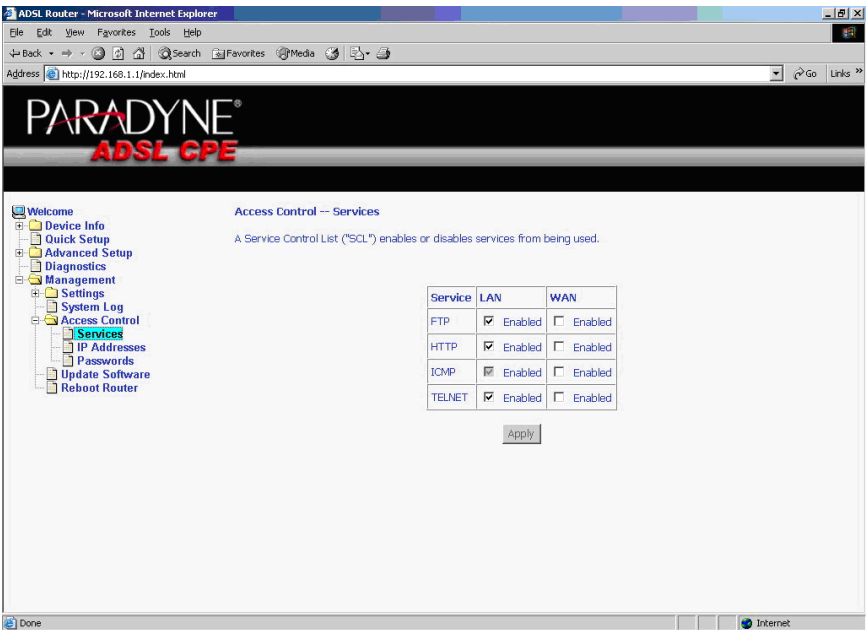 ADSL Router - Microsoft Internet Explorer
File Edit View Favorites Tools Help
Back Search Favorites Media
Address http://192.168.1.1/index.html Go Links »
PARADYNE®
ADSL CPE
Welcome
Device Info
Quick Setup
Advanced Setup
Diagnostics
Management
Settings
System Log
Access Control
Services
IP Addresses
Passwords
Update Software
Reboot Router
Access Control -- Services
A Service Control List ("SCL") enables or disables services from being used.
Service LAN WAN
FTP Enabled Enabled
HTTP Enabled Enabled
ICMP Enabled Enabled
TELNET Enabled Enabled
Apply
Done Internet